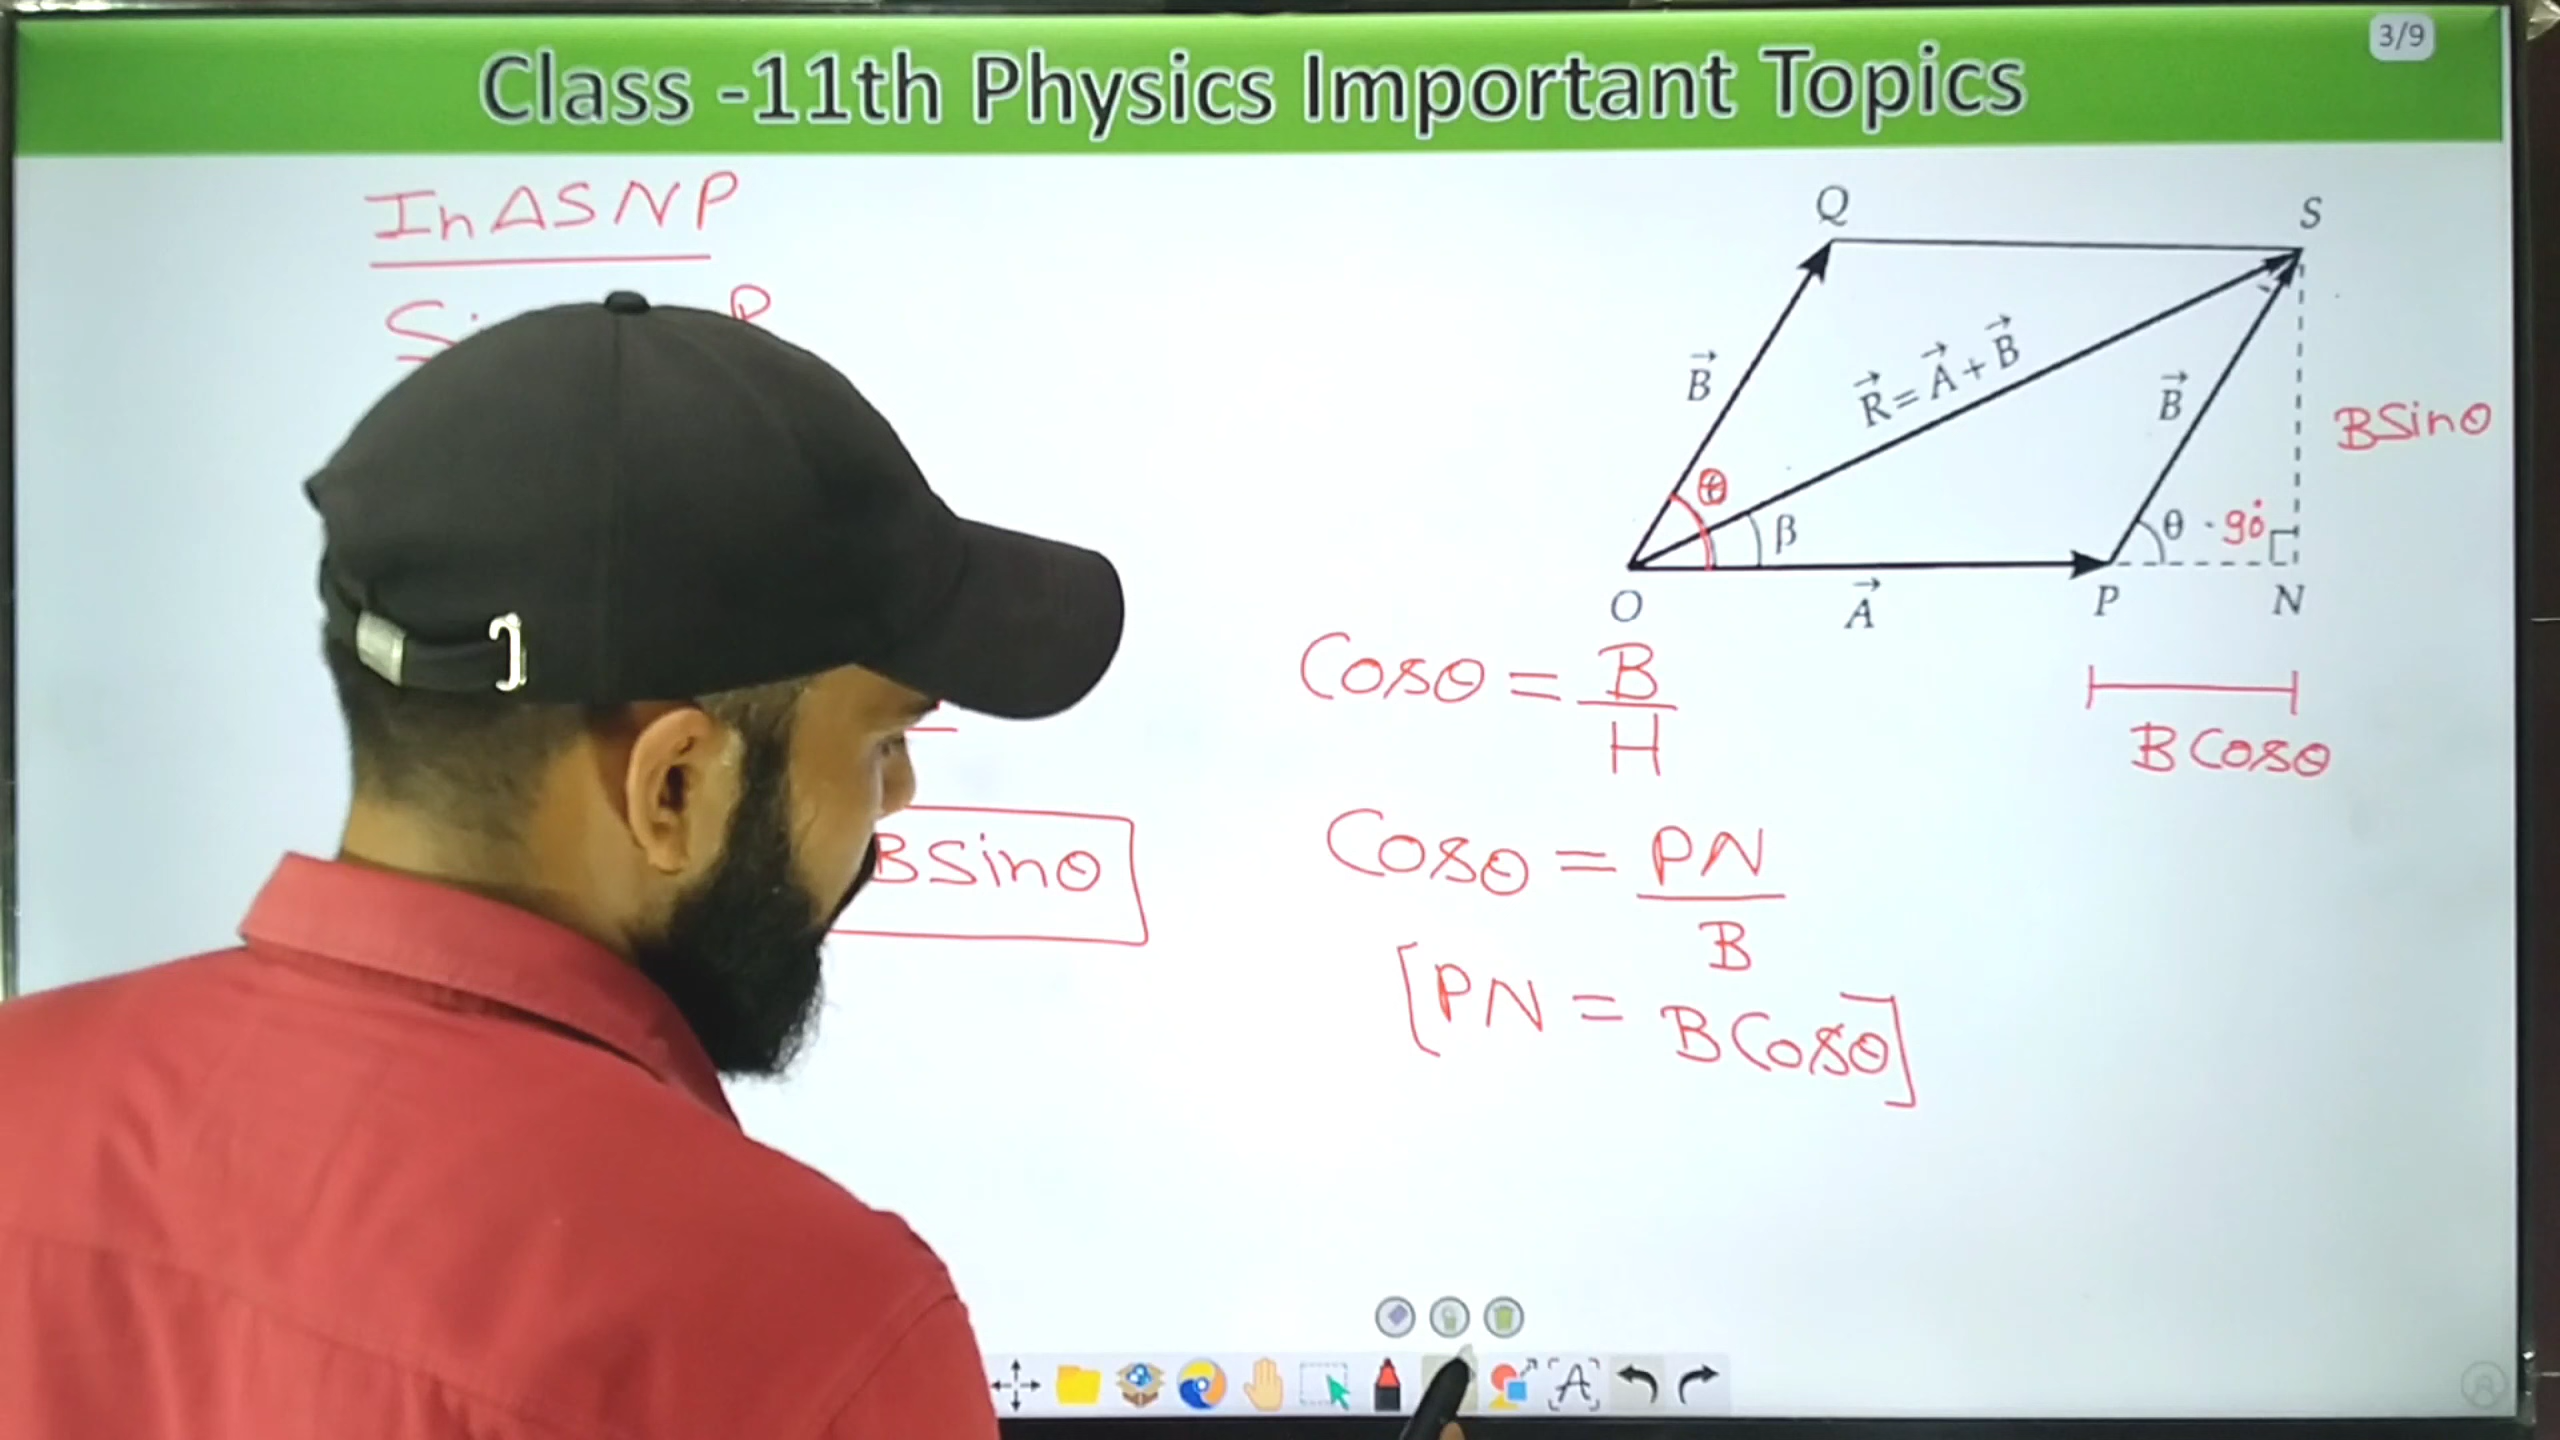 3/9
Class -11th Physics Important Topics
In ΔSNP
P
BSinθ
Q
S
B⃗
R⃗ = A⃗ + B⃗
B⃗
BSinθ
θ
β
θ
90°
O
A⃗
P
N
BCosθ
Cosθ = B/H
Cosθ = PN/B
[PN = BCosθ]